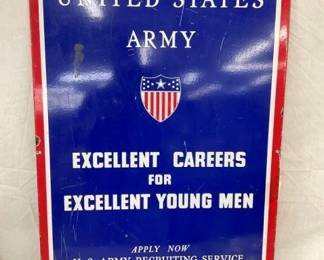 UNITED STATES
ARMY
EXCELLENT CAREERS
FOR
EXCELLENT YOUNG MEN
APPLY NOW
U. S. ARMY RECRUITING SERVICE